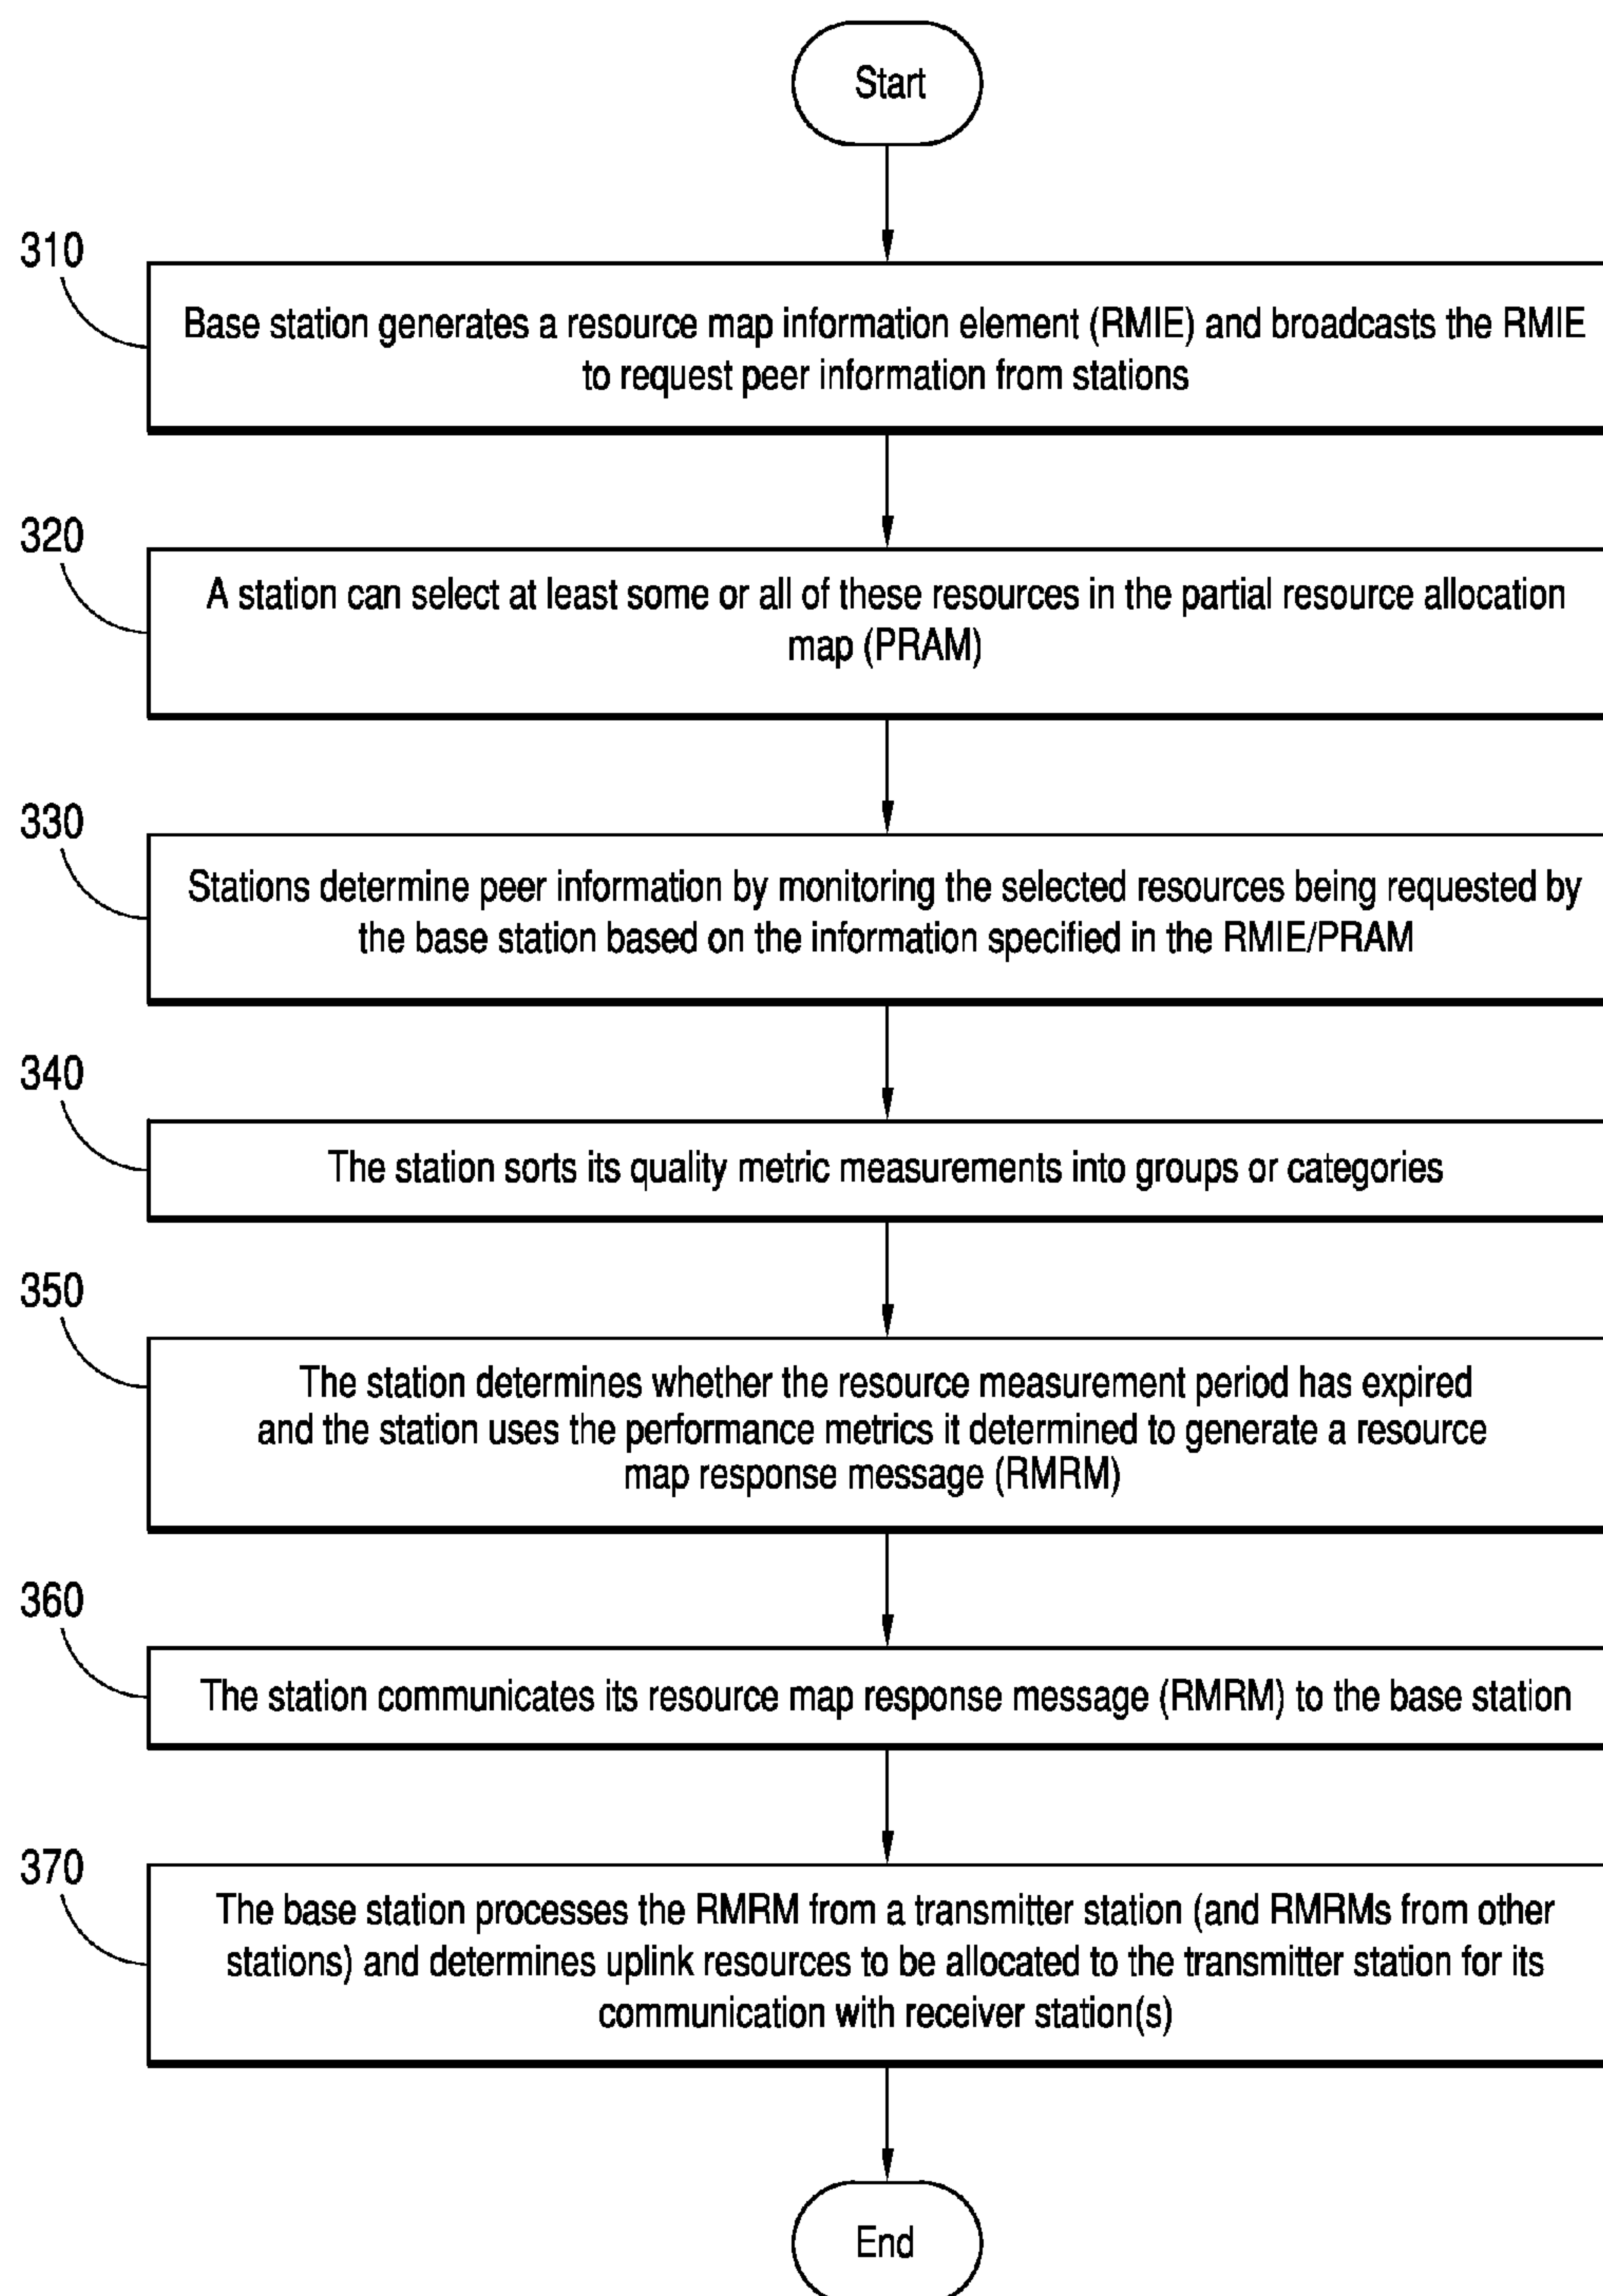 Start
310
Base station generates a resource map information element (RMIE) and broadcasts the RMIE
to request peer information from stations
320
A station can select at least some or all of these resources in the partial resource allocation
map (PRAM)
330
Stations determine peer information by monitoring the selected resources being requested by
the base station based on the information specified in the RMIE/PRAM
340
The station sorts its quality metric measurements into groups or categories
350
The station determines whether the resource measurement period has expired
and the station uses the performance metrics it determined to generate a resource
map response message (RMRM)
360
The station communicates its resource map response message (RMRM) to the base station
370
The base station processes the RMRM from a transmitter station (and RMRMs from other
stations) and determines uplink resources to be allocated to the transmitter station for its
communication with receiver station(s)
End